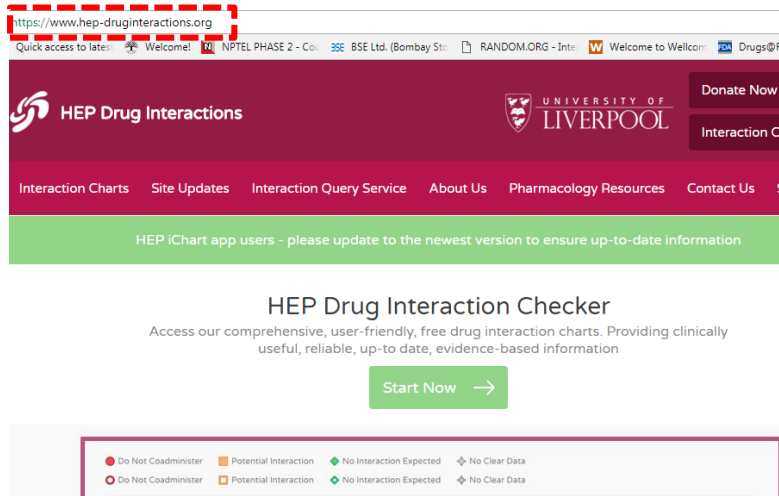 https://www.hep-druginteractions.org
Quick access to latest Welcome! NPTEL PHASE 2 - Cou BSE BSE Ltd. (Bombay Sto RANDOM.ORG - Inte W Welcome to Wellcom FDA Drugs@F
HEP Drug Interactions
UNIVERSITY OF
LIVERPOOL
Donate Now
Interaction C
Interaction Charts Site Updates Interaction Query Service About Us Pharmacology Resources Contact Us S
HEP iChart app users - please update to the newest version to ensure up-to-date information
HEP Drug Interaction Checker
Access our comprehensive, user-friendly, free drug interaction charts. Providing clinically
useful, reliable, up-to date, evidence-based information
Start Now →
Do Not Coadminister Potential Interaction No Interaction Expected No Clear Data
Do Not Coadminister Potential Interaction No Interaction Expected No Clear Data